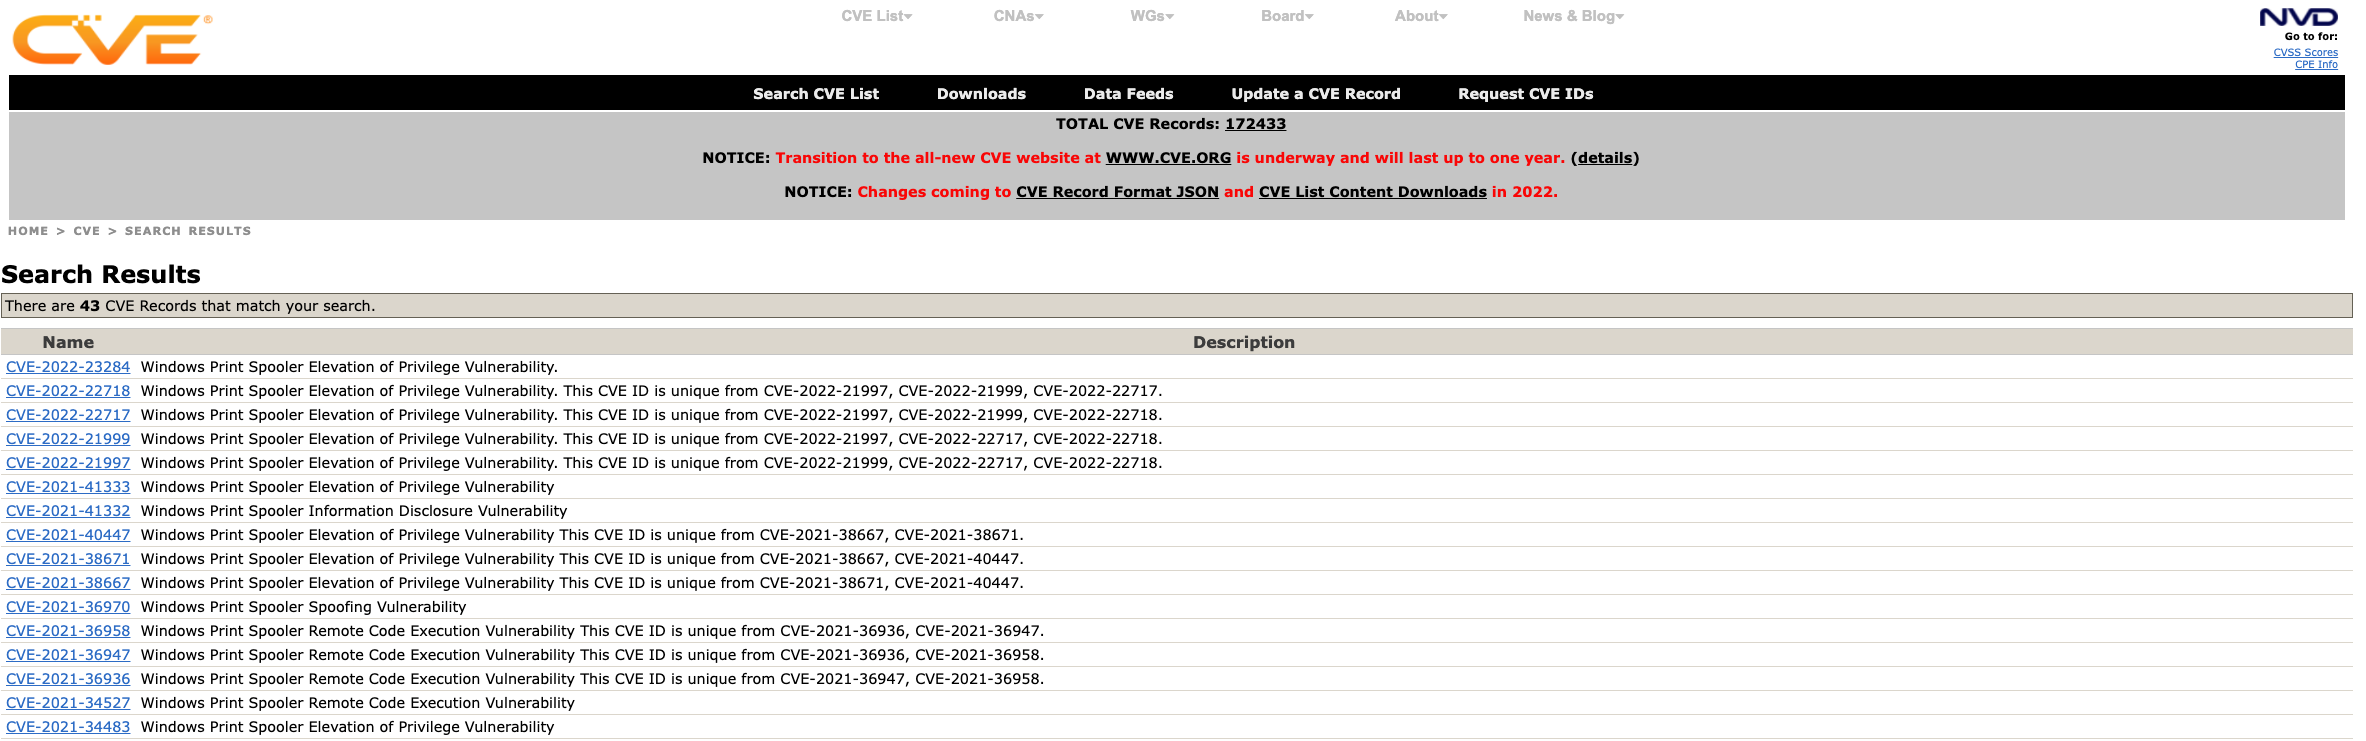 CVE®
CVE List▾ CNAs▾ WGs▾ Board▾ About▾ News & Blog▾
NVD
Go to for:
CVSS Scores
CPE Info
Search CVE List Downloads Data Feeds Update a CVE Record Request CVE IDs
TOTAL CVE Records: 172433
NOTICE: Transition to the all-new CVE website at WWW.CVE.ORG is underway and will last up to one year. (details)
NOTICE: Changes coming to CVE Record Format JSON and CVE List Content Downloads in 2022.
HOME > CVE > SEARCH RESULTS
Search Results
There are 43 CVE Records that match your search.
Name Description
CVE-2022-23284 Windows Print Spooler Elevation of Privilege Vulnerability.
CVE-2022-22718 Windows Print Spooler Elevation of Privilege Vulnerability. This CVE ID is unique from CVE-2022-21997, CVE-2022-21999, CVE-2022-22717.
CVE-2022-22717 Windows Print Spooler Elevation of Privilege Vulnerability. This CVE ID is unique from CVE-2022-21997, CVE-2022-21999, CVE-2022-22718.
CVE-2022-21999 Windows Print Spooler Elevation of Privilege Vulnerability. This CVE ID is unique from CVE-2022-21997, CVE-2022-22717, CVE-2022-22718.
CVE-2022-21997 Windows Print Spooler Elevation of Privilege Vulnerability. This CVE ID is unique from CVE-2022-21999, CVE-2022-22717, CVE-2022-22718.
CVE-2021-41333 Windows Print Spooler Elevation of Privilege Vulnerability
CVE-2021-41332 Windows Print Spooler Information Disclosure Vulnerability
CVE-2021-40447 Windows Print Spooler Elevation of Privilege Vulnerability This CVE ID is unique from CVE-2021-38667, CVE-2021-38671.
CVE-2021-38671 Windows Print Spooler Elevation of Privilege Vulnerability This CVE ID is unique from CVE-2021-38667, CVE-2021-40447.
CVE-2021-38667 Windows Print Spooler Elevation of Privilege Vulnerability This CVE ID is unique from CVE-2021-38671, CVE-2021-40447.
CVE-2021-36970 Windows Print Spooler Spoofing Vulnerability
CVE-2021-36958 Windows Print Spooler Remote Code Execution Vulnerability This CVE ID is unique from CVE-2021-36936, CVE-2021-36947.
CVE-2021-36947 Windows Print Spooler Remote Code Execution Vulnerability This CVE ID is unique from CVE-2021-36936, CVE-2021-36958.
CVE-2021-36936 Windows Print Spooler Remote Code Execution Vulnerability This CVE ID is unique from CVE-2021-36947, CVE-2021-36958.
CVE-2021-34527 Windows Print Spooler Remote Code Execution Vulnerability
CVE-2021-34483 Windows Print Spooler Elevation of Privilege Vulnerability